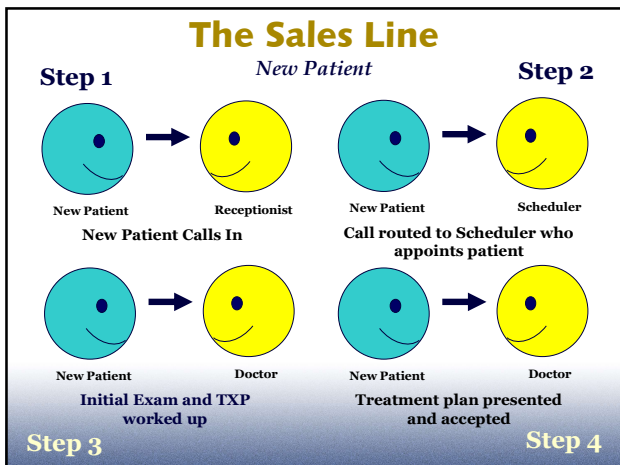 The Sales Line
New Patient
Step 1
Step 2
New Patient
Receptionist
New Patient
Scheduler
New Patient Calls In
Call routed to Scheduler who
appoints patient
New Patient
Doctor
New Patient
Doctor
Initial Exam and TXP
worked up
Treatment plan presented
and accepted
Step 3
Step 4